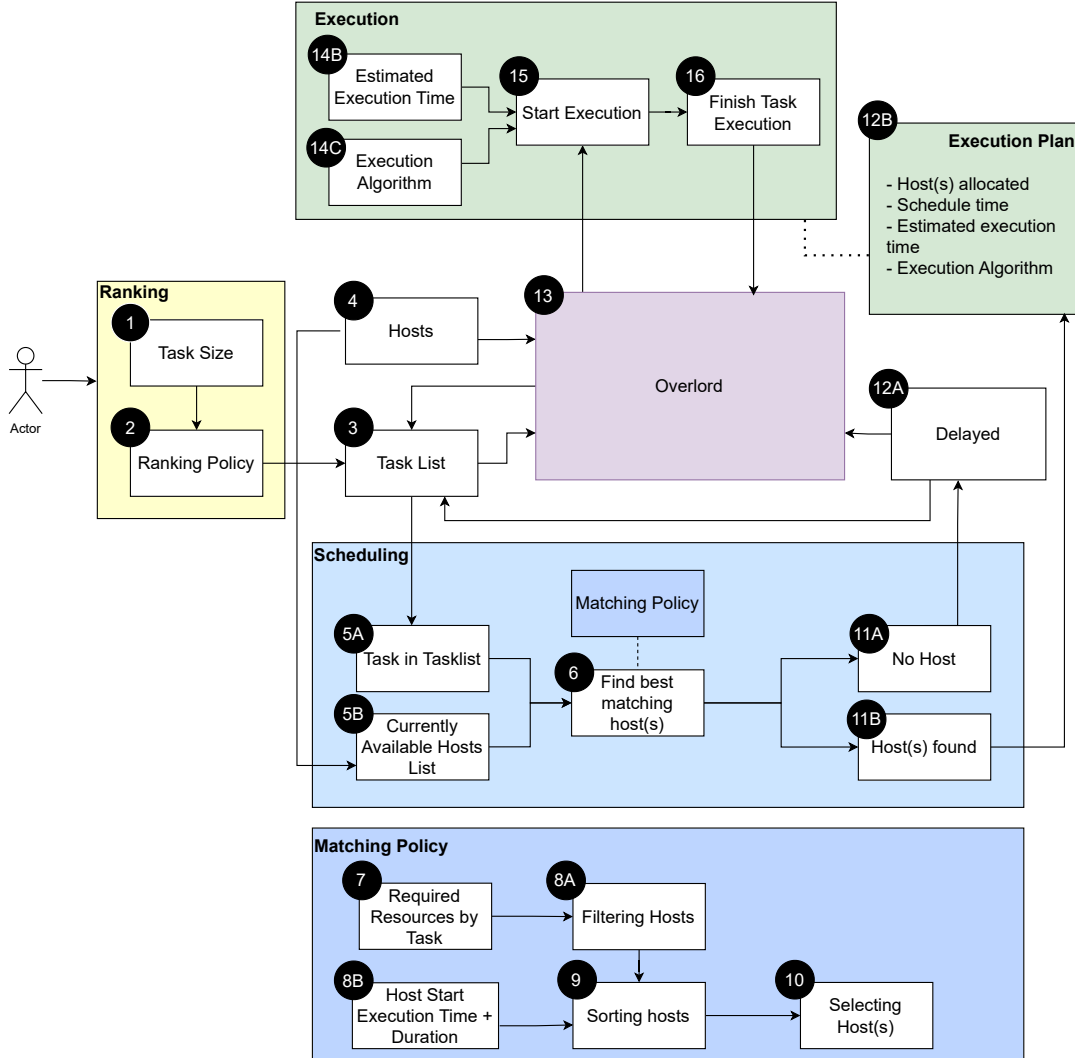 Execution
14B
Estimated
Execution Time
14C
Execution
Algorithm
15
Start Execution
16
Finish Task
Execution
12B
Execution Plan
- Host(s) allocated
- Schedule time
- Estimated execution
time
- Execution Algorithm
Ranking
1
Task Size
2
Ranking Policy
Actor
4
Hosts
3
Task List
13
Overlord
12A
Delayed
Scheduling
Matching Policy
5A
Task in Tasklist
5B
Currently
Available Hosts
List
6
Find best
matching
host(s)
11A
No Host
11B
Host(s) found
Matching Policy
7
Required
Resources by
Task
8A
Filtering Hosts
8B
Host Start
Execution Time +
Duration
9
Sorting hosts
10
Selecting
Host(s)